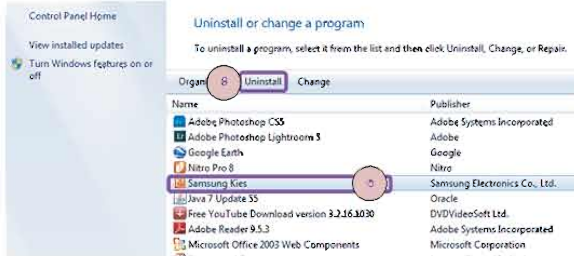 Control Panel Home
View installed updates
Turn Windows features on or
off
Uninstall or change a program
To uninstall a program, select it from the list and then click Uninstall, Change, or Repair.
Organi 8 Uninstall Change
Name Publisher
Adobe Photoshop CS5 Adobe Systems Incorporated
Adobe Photoshop Lightroom 3 Adobe
Google Earth Google
Nitro Pro 8 Nitro
Samsung Kies Samsung Electronics Co., Ltd.
Java 7 Update 55 Oracle
Free YouTube Download version 3.2.16.1030 DVDVideoSoft Ltd.
Adobe Reader 9.5.3 Adobe Systems Incorporated
Microsoft Office 2003 Web Components Microsoft Corporation